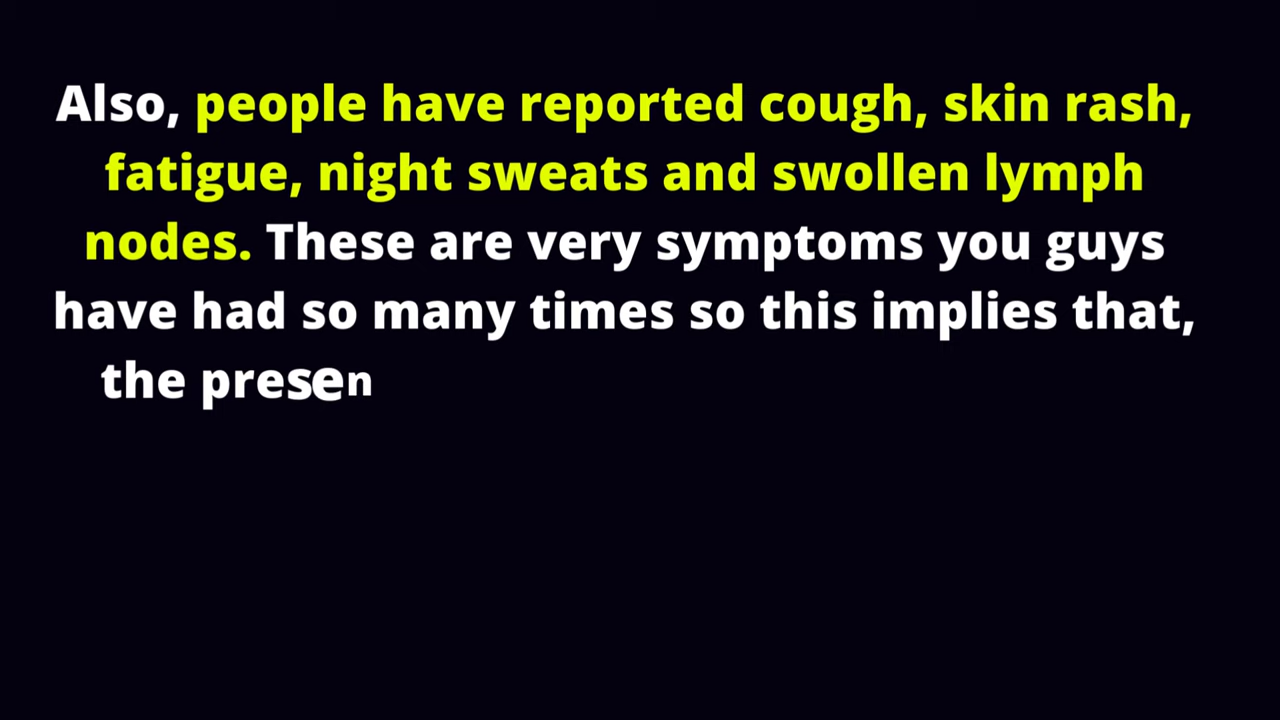 Also, people have reported cough, skin rash,
fatigue, night sweats and swollen lymph
nodes. These are very symptoms you guys
have had so many times so this implies that,
the presen